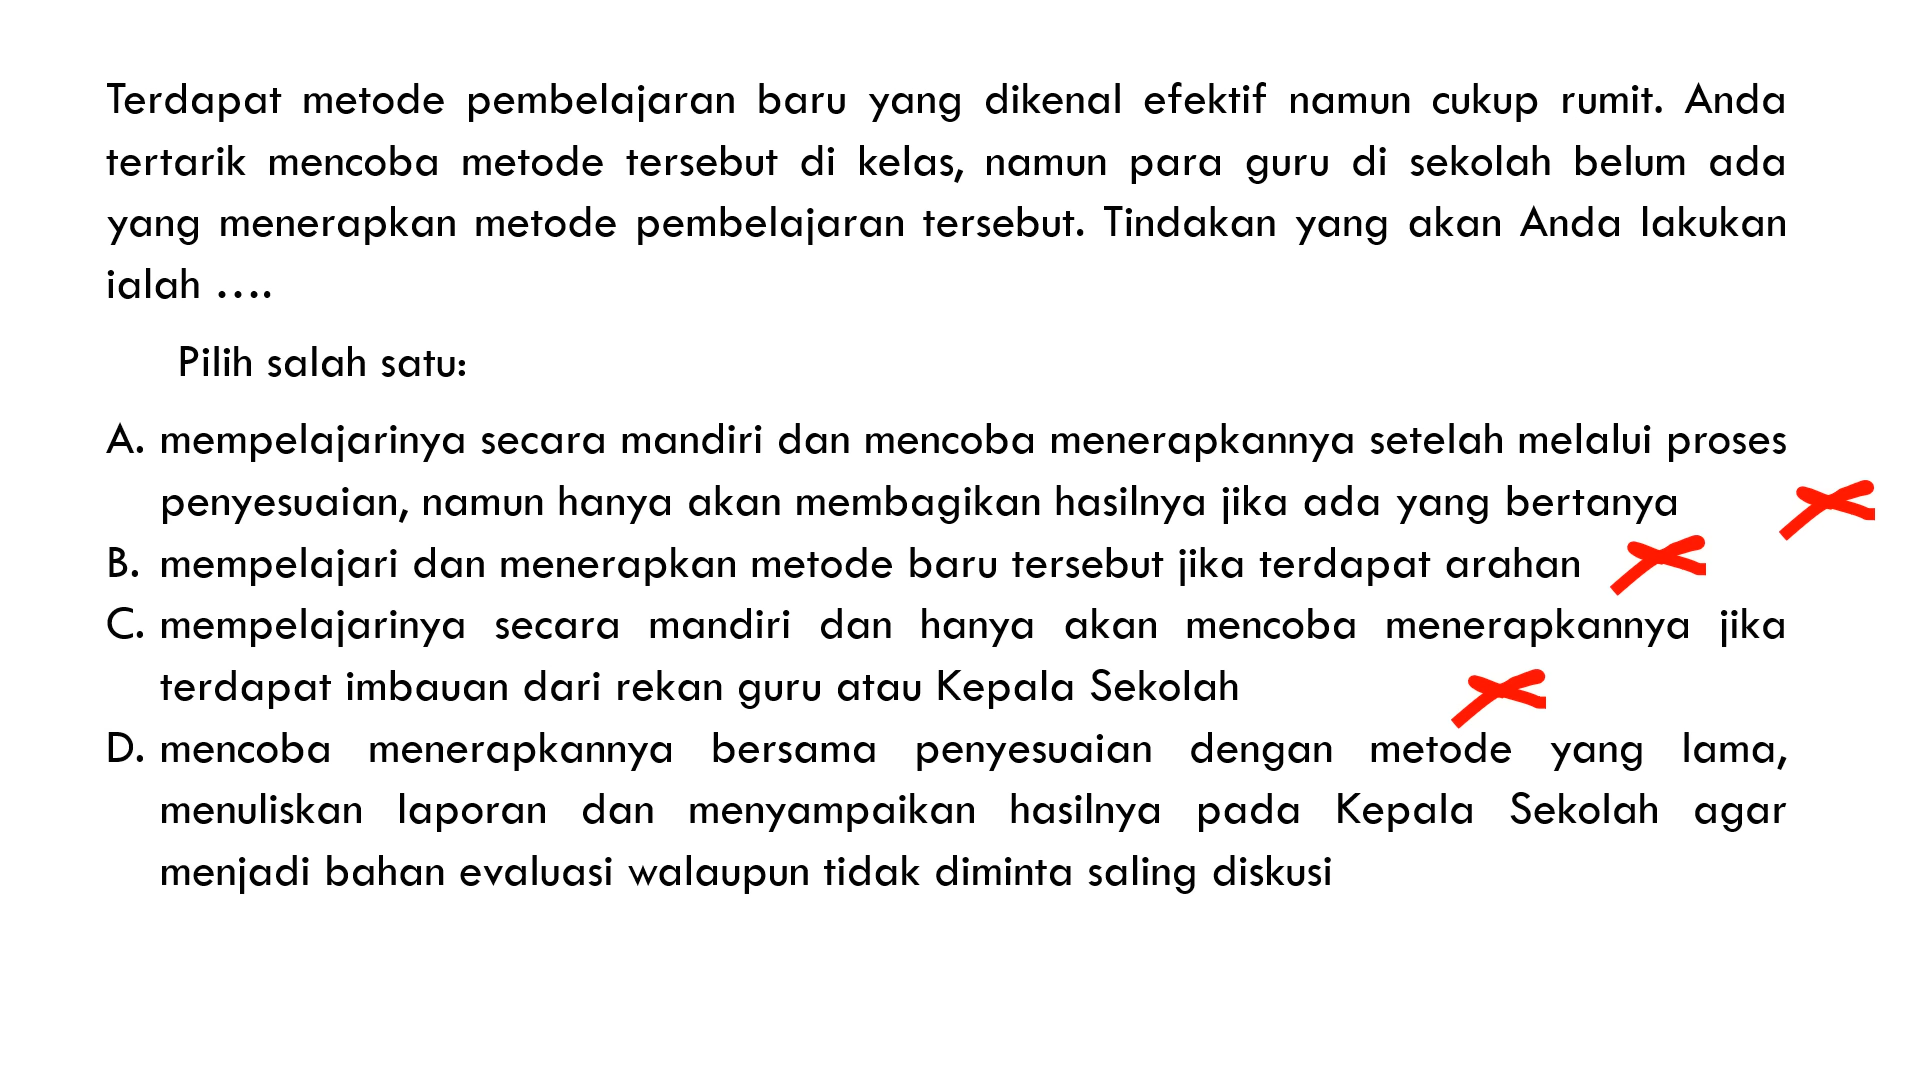 Terdapat metode pembelajaran baru yang dikenal efektif namun cukup rumit. Anda
tertarik mencoba metode tersebut di kelas, namun para guru di sekolah belum ada
yang menerapkan metode pembelajaran tersebut. Tindakan yang akan Anda lakukan
ialah ....
Pilih salah satu:
A. mempelajarinya secara mandiri dan mencoba menerapkannya setelah melalui proses
penyesuaian, namun hanya akan membagikan hasilnya jika ada yang bertanya
B. mempelajari dan menerapkan metode baru tersebut jika terdapat arahan
C. mempelajarinya secara mandiri dan hanya akan mencoba menerapkannya jika
terdapat imbauan dari rekan guru atau Kepala Sekolah
D. mencoba menerapkannya bersama penyesuaian dengan metode yang lama,
menuliskan laporan dan menyampaikan hasilnya pada Kepala Sekolah agar
menjadi bahan evaluasi walaupun tidak diminta saling diskusi